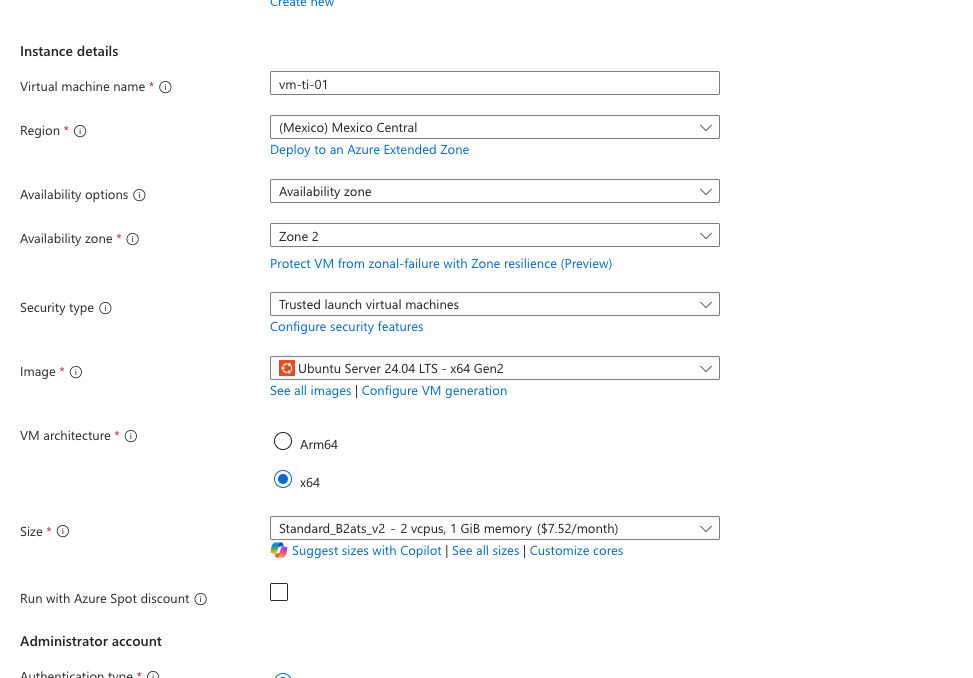 Create new
Instance details
Virtual machine name *
vm-ti-01
Region *
(Mexico) Mexico Central
Deploy to an Azure Extended Zone
Availability options
Availability zone
Availability zone *
Zone 2
Protect VM from zonal-failure with Zone resilience (Preview)
Security type
Trusted launch virtual machines
Configure security features
Image *
Ubuntu Server 24.04 LTS - x64 Gen2
See all images | Configure VM generation
VM architecture *
Arm64
x64
Size *
Standard_B2ats_v2 - 2 vcpus, 1 GiB memory ($7.52/month)
Suggest sizes with Copilot | See all sizes | Customize cores
Run with Azure Spot discount
Administrator account
Authentication type *